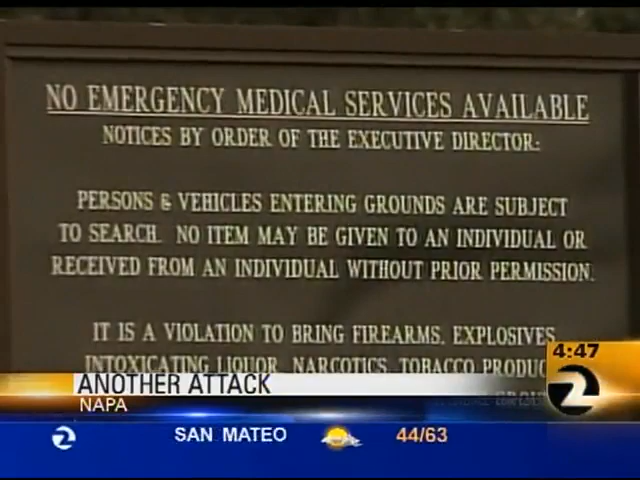 NO EMERGENCY MEDICAL SERVICES AVAILABLE
NOTICES BY ORDER OF THE EXECUTIVE DIRECTOR:
PERSONS & VEHICLES ENTERING GROUNDS ARE SUBJECT
TO SEARCH. NO ITEM MAY BE GIVEN TO AN INDIVIDUAL OR
RECEIVED FROM AN INDIVIDUAL WITHOUT PRIOR PERMISSION.
IT IS A VIOLATION TO BRING FIREARMS, EXPLOSIVES,
INTOXICATING LIQUOR, NARCOTICS, TOBACCO
4:47
2
ANOTHER ATTACK
NAPA
2 SAN MATEO 44/63